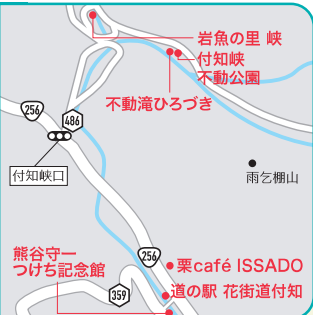 岩魚の里 峡
付知峡
不動公園
不動滝ひろづき
256
486
付知峡口
雨乞棚山
熊谷守一
つけち記念館
256
栗café ISSADO
道の駅 花街道付知
359